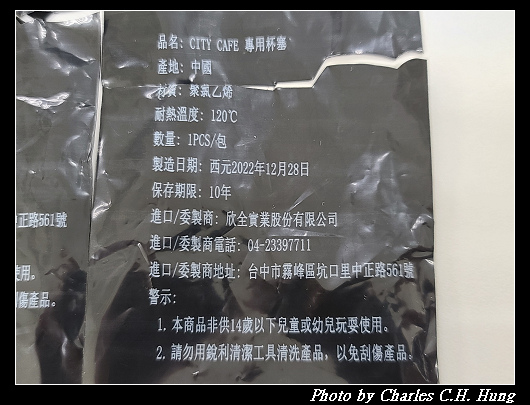 品名: CITY CAFE 專用杯塞
產地: 中國
材質: 聚氯乙烯
耐熱溫度: 120℃
數量: 1PCS/包
製造日期: 西元2022年12月28日
保存期限: 10年
進口/委製商: 欣全實業股份有限公司
進口/委製商電話: 04-23397711
進口/委製商地址: 台中市霧峰區坑口里中正路561號
警示:
1. 本商品非供14歲以下兒童或幼兒玩耍使用。
2. 請勿用銳利清潔工具清洗產品, 以免刮傷產品。
正路561號
使用。
傷產品。
Photo by Charles C.H. Hung